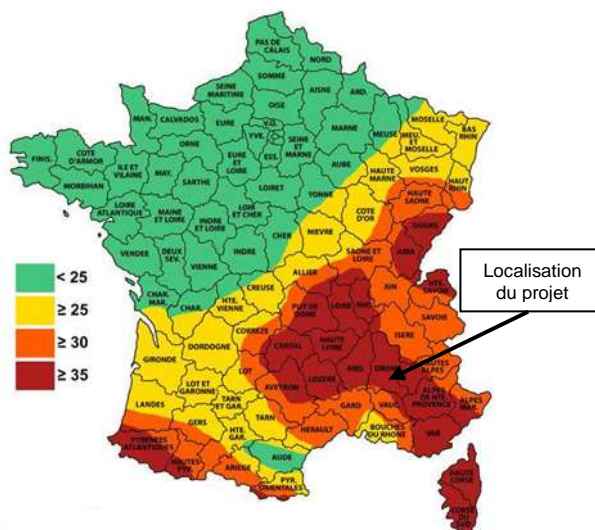 PAS DE
CALAIS
NORD
SOMME
SEINE
MARITIME
AISNE
ARD.
OISE
MAN.
CALVADOS
EURE
V.O.
YVE.
ESS.
SEINE
ET
MARNE
MARNE
MEUSE
MEU.
ET
MOSELLE
MOSELLE
BAS
RHIN
ORNE
FINIS.
COTE
D'ARMOR
ILE ET
VILAINE
MAY.
SARTHE
EURE
ET
LOIRE
AUBE
HAUTE
MARNE
VOSGES
HAUT
RHIN
MORBIHAN
LOIRE
ATLANTIQUE
MAINE
ET LOIRE
INDRE
ET
LOIRE
LOIR
ET CHER
LOIRET
YONNE
COTE
D'OR
HAUTE
SAONE
DOUBS
JURA
VENDEE
DEUX
SEV.
VIENNE
INDRE
CHER
NIEVRE
SAONE ET
LOIRE
ALLIER
CREUSE
HTE.
VIENNE
CHAR.
MAR.
CHAR.
PUY DE
DOME
LOIRE
RHO.
AIN
HTE.
SAVOIE
SAVOIE
ISERE
CORREZE
DORDOGNE
GIRONDE
CANTAL
HAUTE
LOIRE
ARD.
DROME
HAUTES
ALPES
LOT
LOT ET
GARONNE
AVEYRON
LOZERE
GARD
VAUC.
ALPES
DE HTE
PROVENCE
ALPES
MAR.
LANDES
GERS
TARN
ET GAR.
TARN
HERAULT
BOUCHES
DU RHONE
VAR
PYRENEES
ATLANTIQUES
HAUTES
PYR.
HTE.
GAR.
ARIEGE
AUDE
PYR.
ORIENTALES
HAUTE
CORSE
CORSE
DU
SUD
< 25
≥ 25
≥ 30
≥ 35
Localisation
du projet